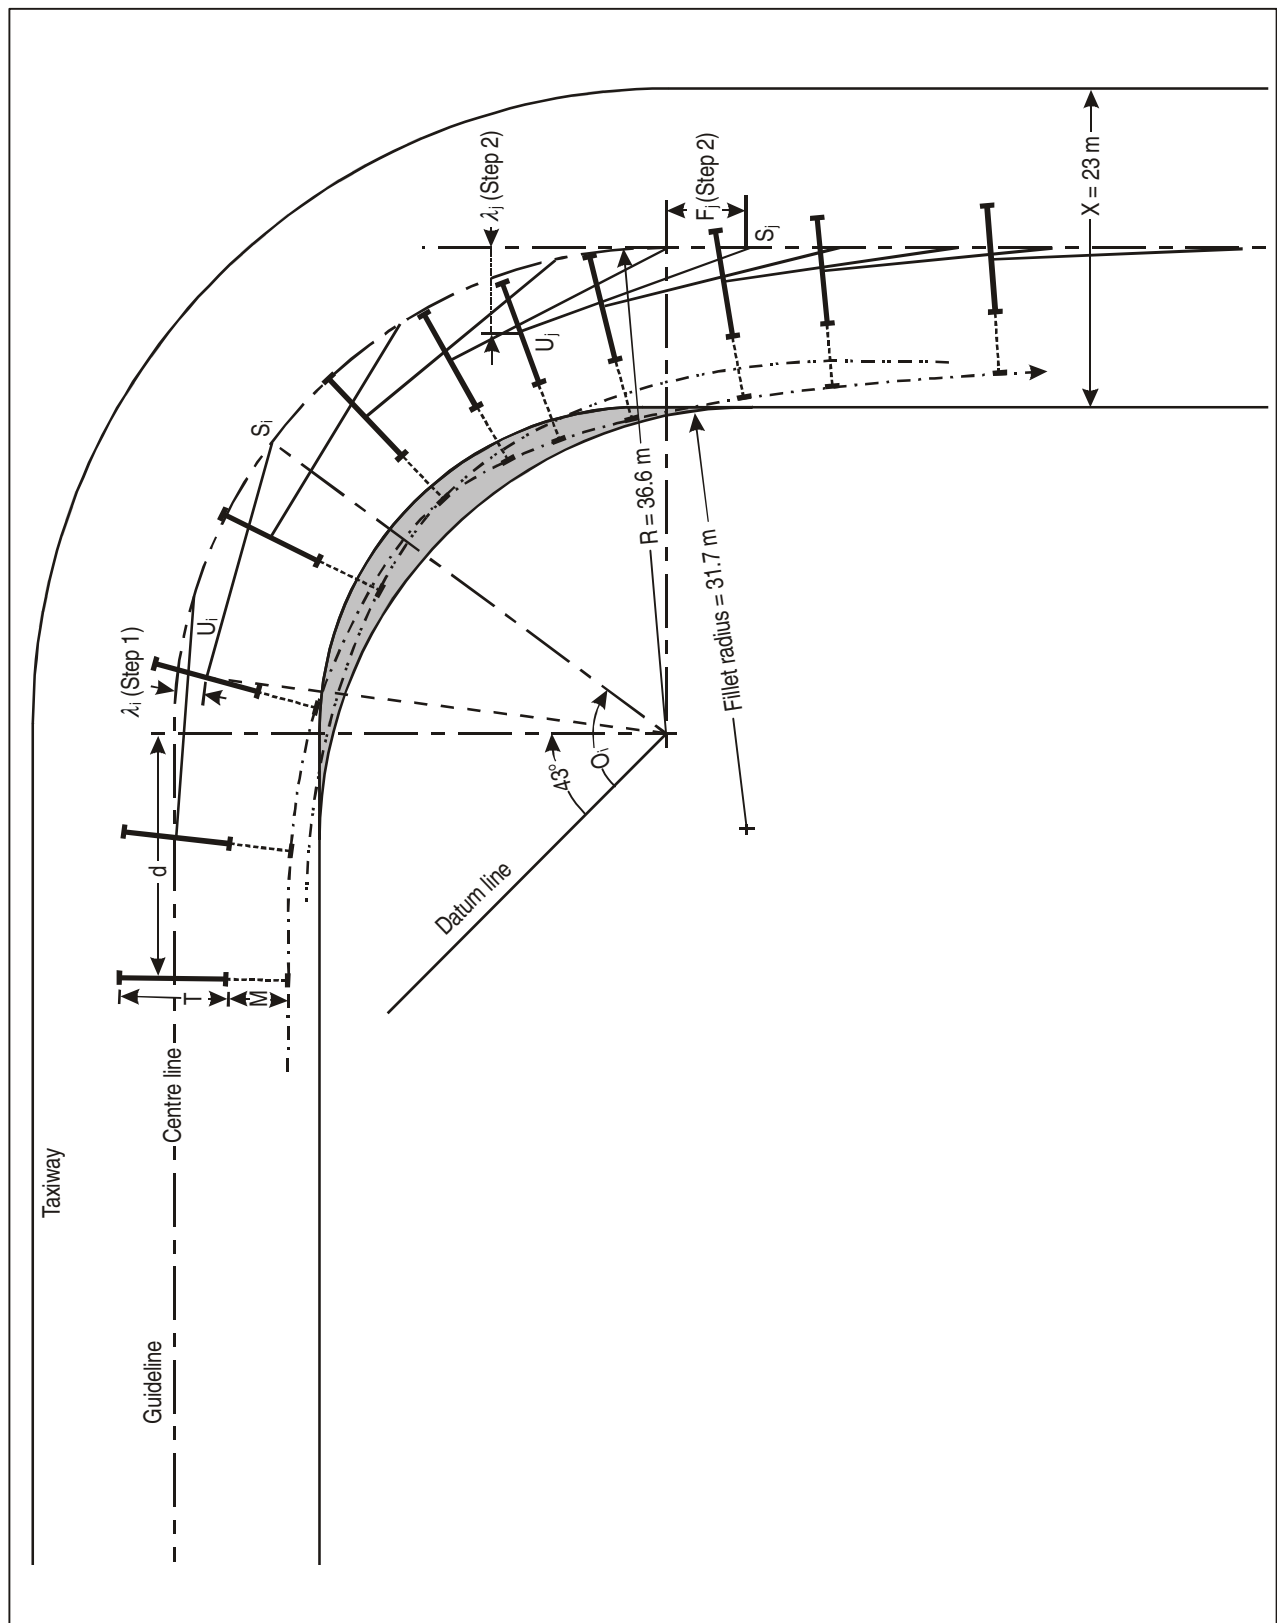 λj (Step 2)
Fj (Step 2)
X = 23 m
Sj
Uj
Si
R = 36.6 m
Fillet radius = 31.7 m
Ui
λi (Step 1)
43°
Oi
d
Datum line
T
M
Centre line
Taxiway
Guideline